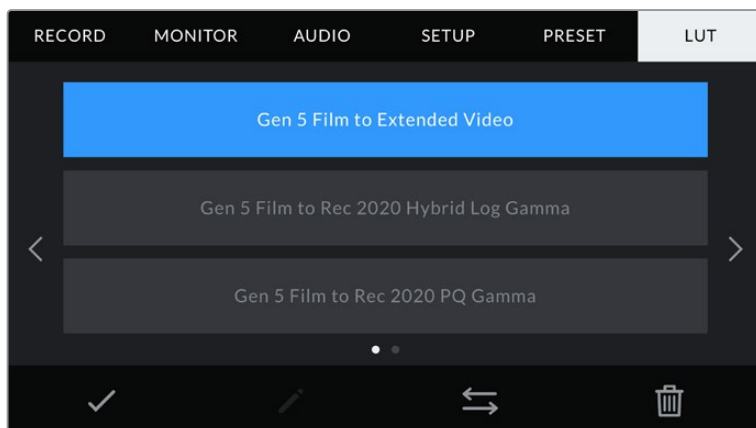 RECORD MONITOR AUDIO SETUP PRESET LUT
Gen 5 Film to Extended Video
Gen 5 Film to Rec 2020 Hybrid Log Gamma
Gen 5 Film to Rec 2020 PQ Gamma